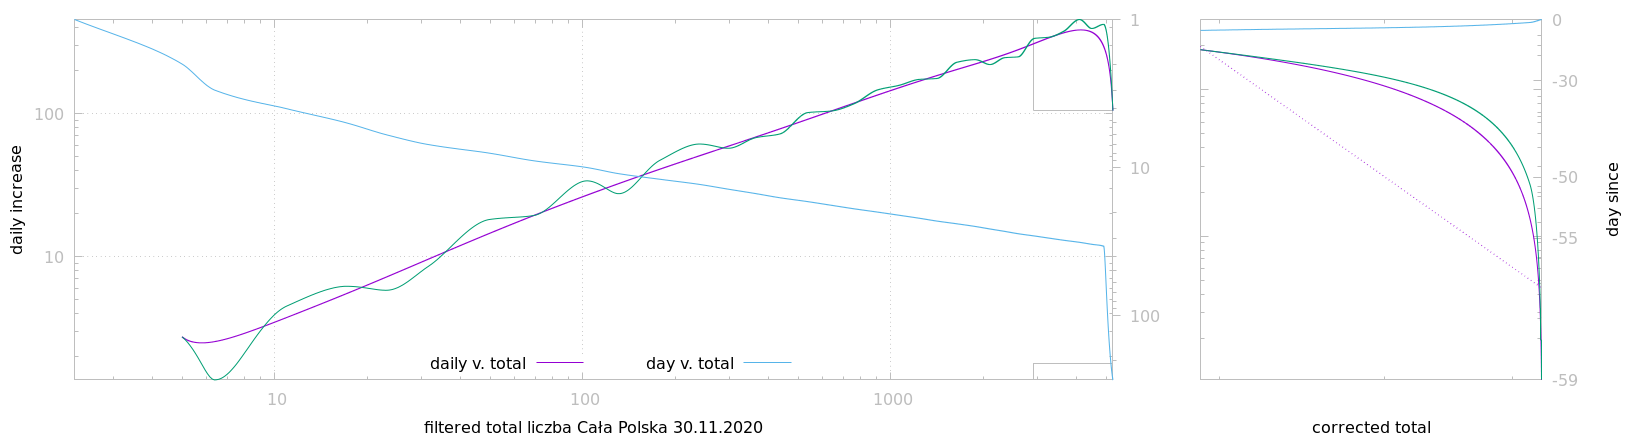 1
0
-30
100
10
-50
daily increase
day since
-55
10
100
daily v. total
day v. total
-59
10
100
1000
filtered total liczba Cała Polska 30.11.2020
corrected total